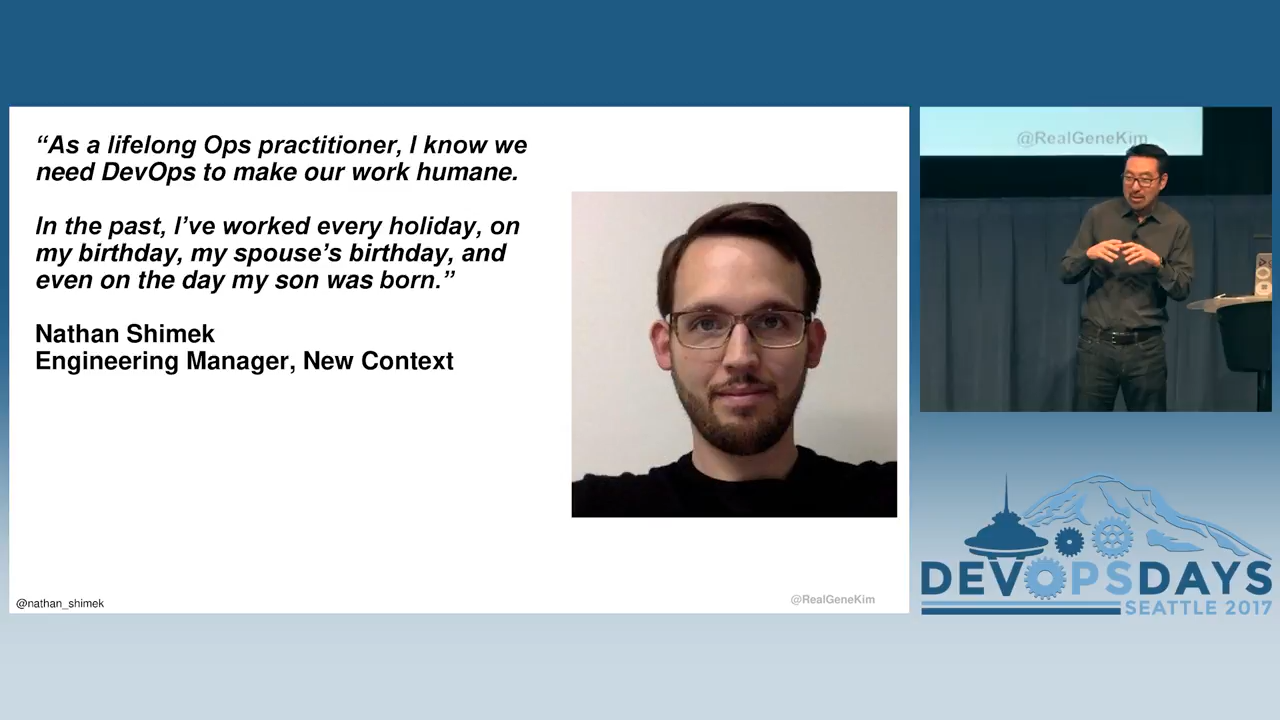 “As a lifelong Ops practitioner, I know we
need DevOps to make our work humane.
In the past, I’ve worked every holiday, on
my birthday, my spouse’s birthday, and
even on the day my son was born.”
Nathan Shimek
Engineering Manager, New Context
@nathan_shimek
@RealGeneKim
@RealGeneKim
DEVOPSDAYS
SEATTLE 2017